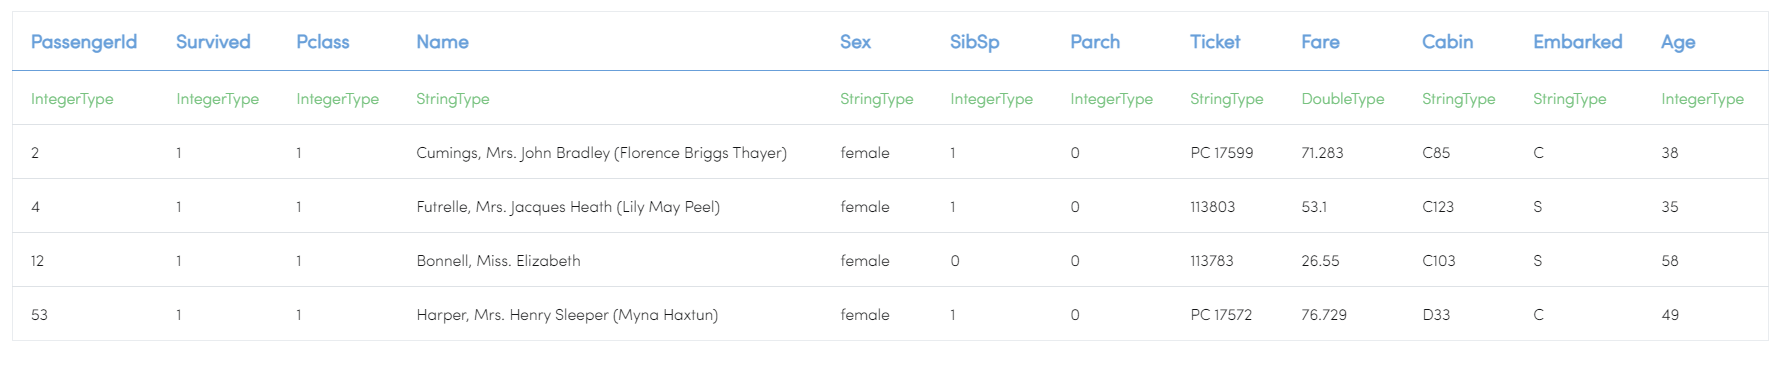 PassengerId Survived Pclass Name Sex SibSp Parch Ticket Fare Cabin Embarked Age
IntegerType IntegerType IntegerType StringType StringType IntegerType IntegerType StringType DoubleType StringType StringType IntegerType
2 1 1 Cumings, Mrs. John Bradley (Florence Briggs Thayer) female 1 0 PC 17599 71.283 C85 C 38
4 1 1 Futrelle, Mrs. Jacques Heath (Lily May Peel) female 1 0 113803 53.1 C123 S 35
12 1 1 Bonnell, Miss. Elizabeth female 0 0 113783 26.55 C103 S 58
53 1 1 Harper, Mrs. Henry Sleeper (Myna Haxtun) female 1 0 PC 17572 76.729 D33 C 49